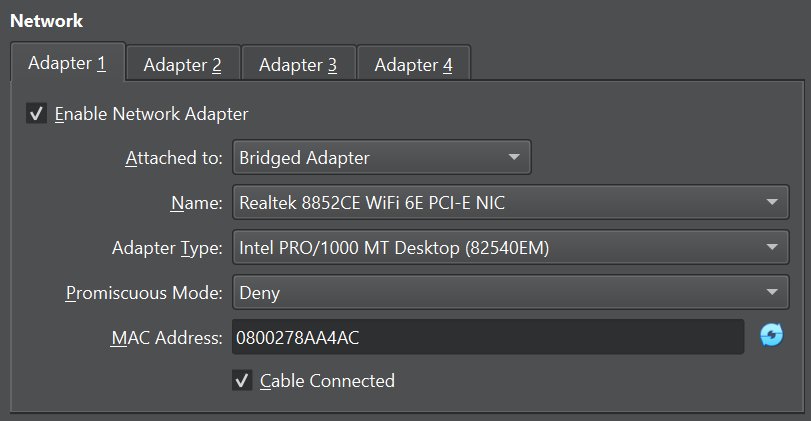 Network
Adapter 1
Adapter 2
Adapter 3
Adapter 4
Enable Network Adapter
Attached to: Bridged Adapter
Name: Realtek 8852CE WiFi 6E PCI-E NIC
Adapter Type: Intel PRO/1000 MT Desktop (82540EM)
Promiscuous Mode: Deny
MAC Address: 0800278AA4AC
Cable Connected